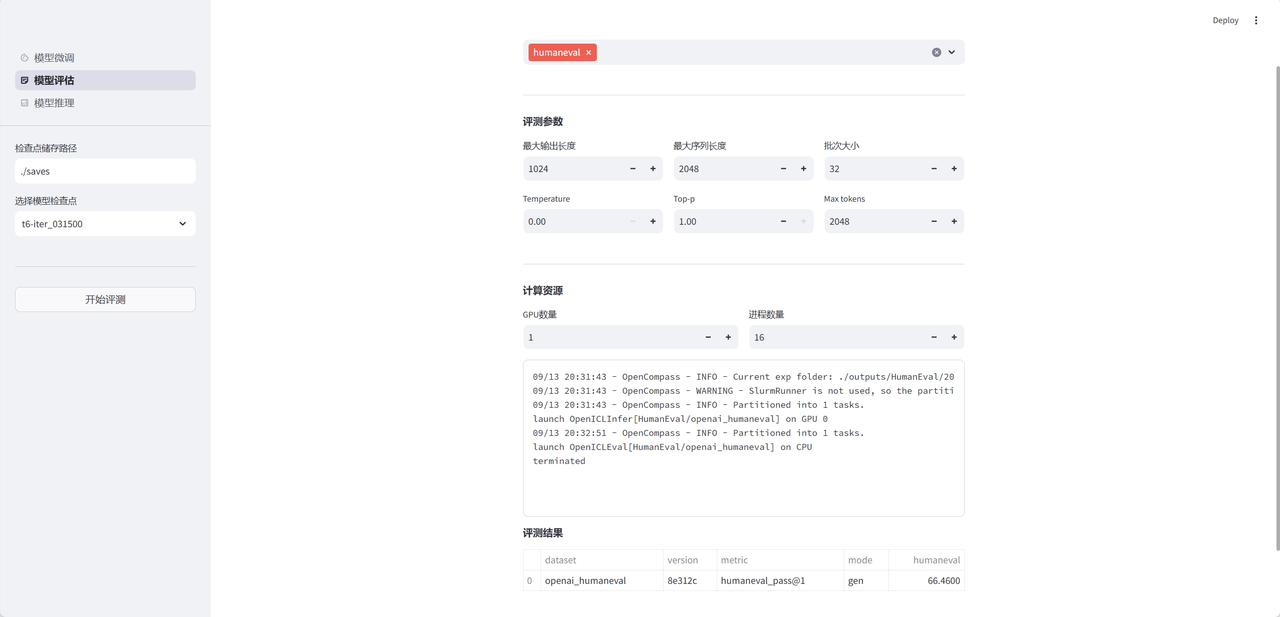 Deploy
模型微调
模型评估
模型推理
检查点储存路径
./saves
选择模型检查点
t6-iter_031500
开始评测
humaneval
评测参数
最大输出长度 最大序列长度 批次大小
1024 2048 32
Temperature Top-p Max tokens
0.00 1.00 2048
计算资源
GPU数量 进程数量
1 16
09/13 20:31:43 - OpenCompass - INFO - Current exp folder: ./outputs/HumanEval/20
09/13 20:31:43 - OpenCompass - WARNING - SlurmRunner is not used, so the partiti
09/13 20:31:43 - OpenCompass - INFO - Partitioned into 1 tasks.
launch OpenICLInfer[HumanEval/openai_humaneval] on GPU 0
09/13 20:32:51 - OpenCompass - INFO - Partitioned into 1 tasks.
launch OpenICLEval[HumanEval/openai_humaneval] on CPU
terminated
评测结果
dataset version metric mode humaneval
0 openai_humaneval 8e312c humaneval_pass@1 gen 66.4600